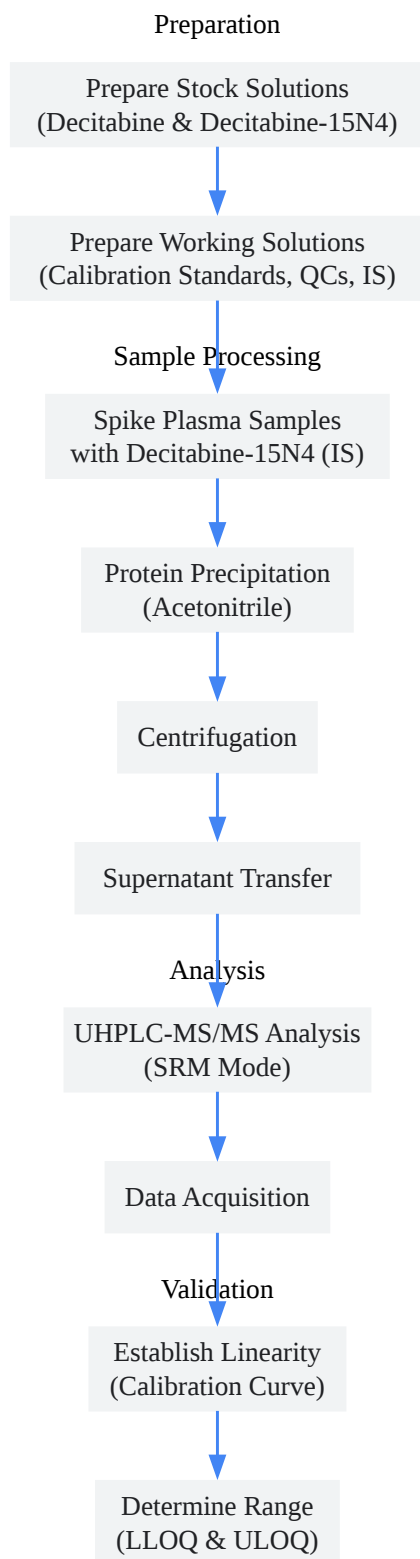 Preparation
Prepare Stock Solutions
(Decitabine & Decitabine-15N4)
Prepare Working Solutions
(Calibration Standards, QCs, IS)
Sample Processing
Spike Plasma Samples
with Decitabine-15N4 (IS)
Protein Precipitation
(Acetonitrile)
Centrifugation
Supernatant Transfer
Analysis
UHPLC-MS/MS Analysis
(SRM Mode)
Data Acquisition
Validation
Establish Linearity
(Calibration Curve)
Determine Range
(LLOQ & ULOQ)